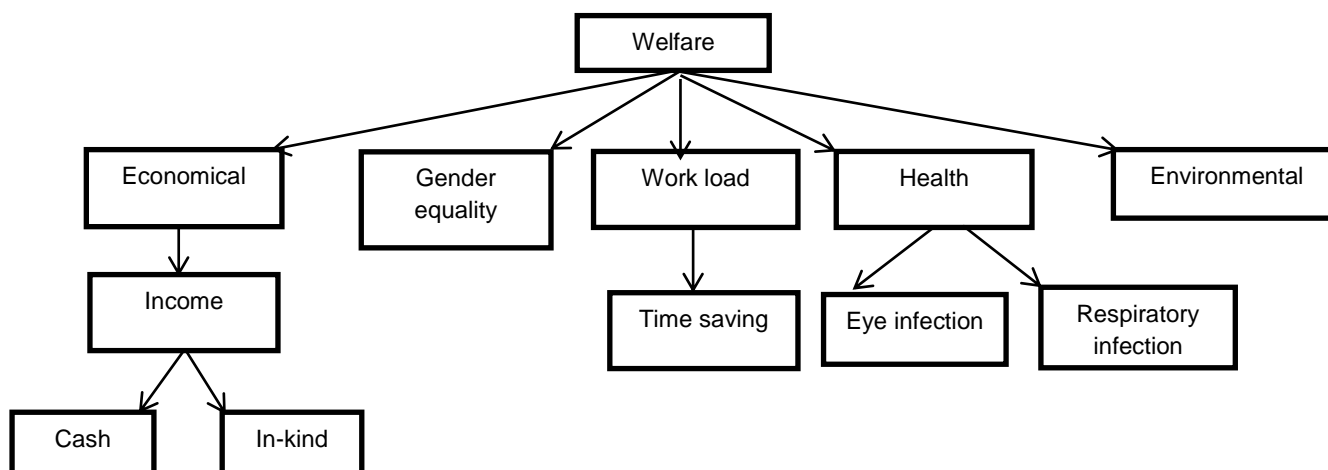 Welfare
Economical
Gender
equality
Work load
Health
Environmental
Income
Time saving
Eye infection
Respiratory
infection
Cash
In-kind